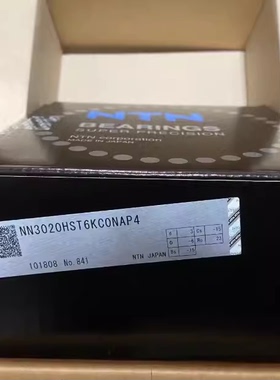 NTN
BEARINGS
SUPER PRECISION
NTN corporation
MADE IN JAPAN
NN3020HST6KC0NAP4
101808 No.841
NTN JAPAN